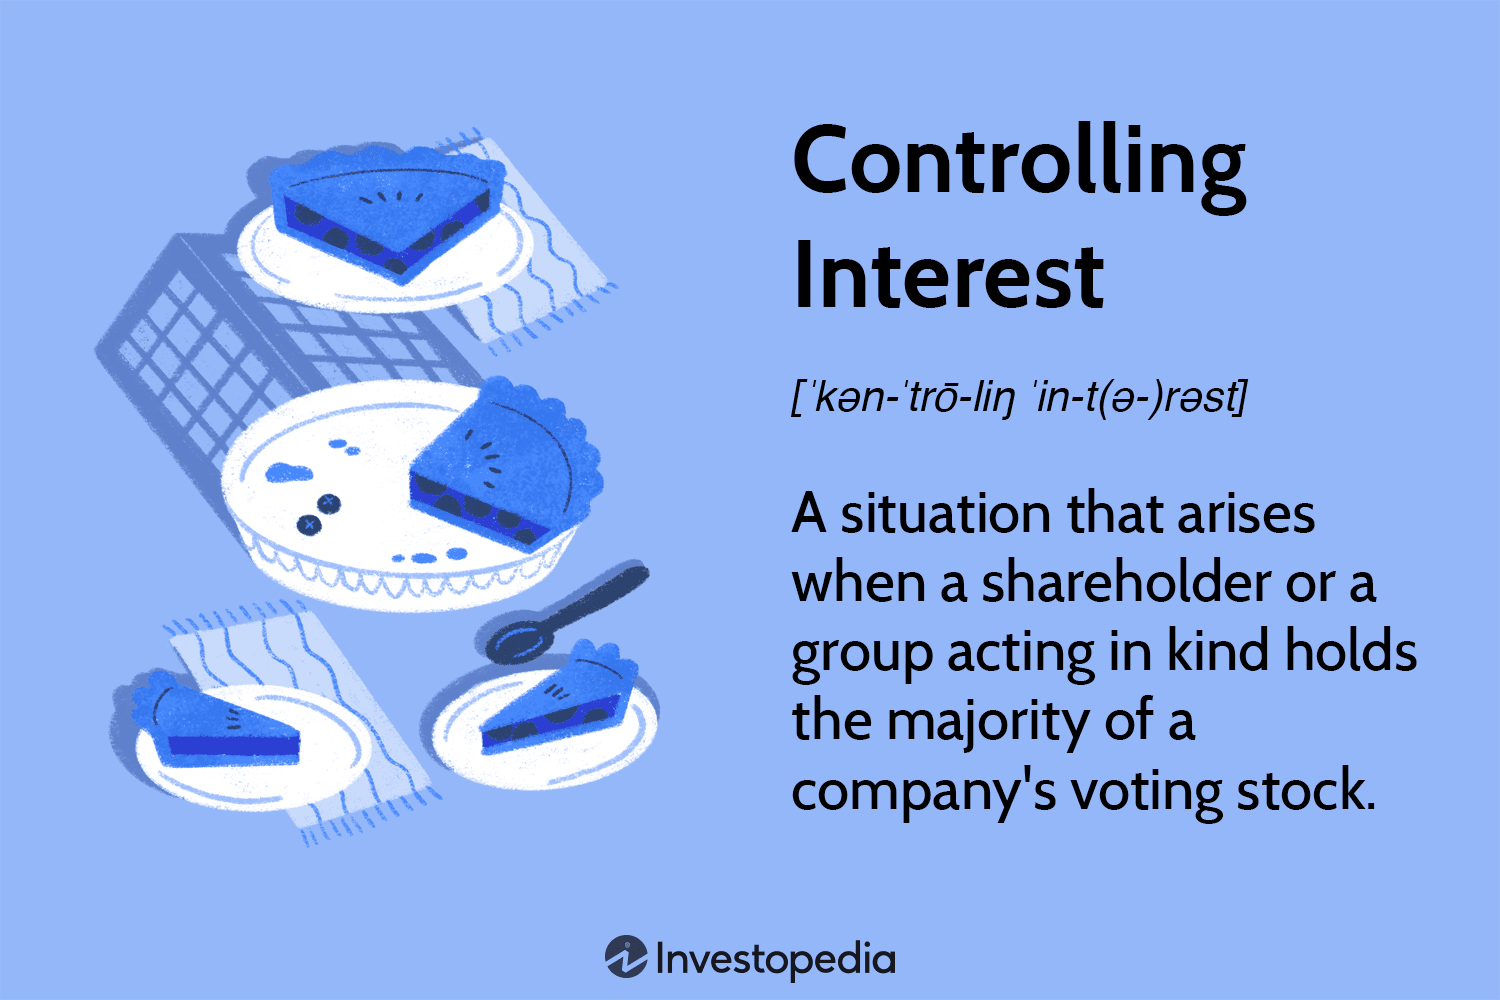 Controlling
Interest
[ˈkən-ˈtrō-liŋ ˈin-t(ə-)rəst]
A situation that arises
when a shareholder or a
group acting in kind holds
the majority of a
company's voting stock.
Investopedia